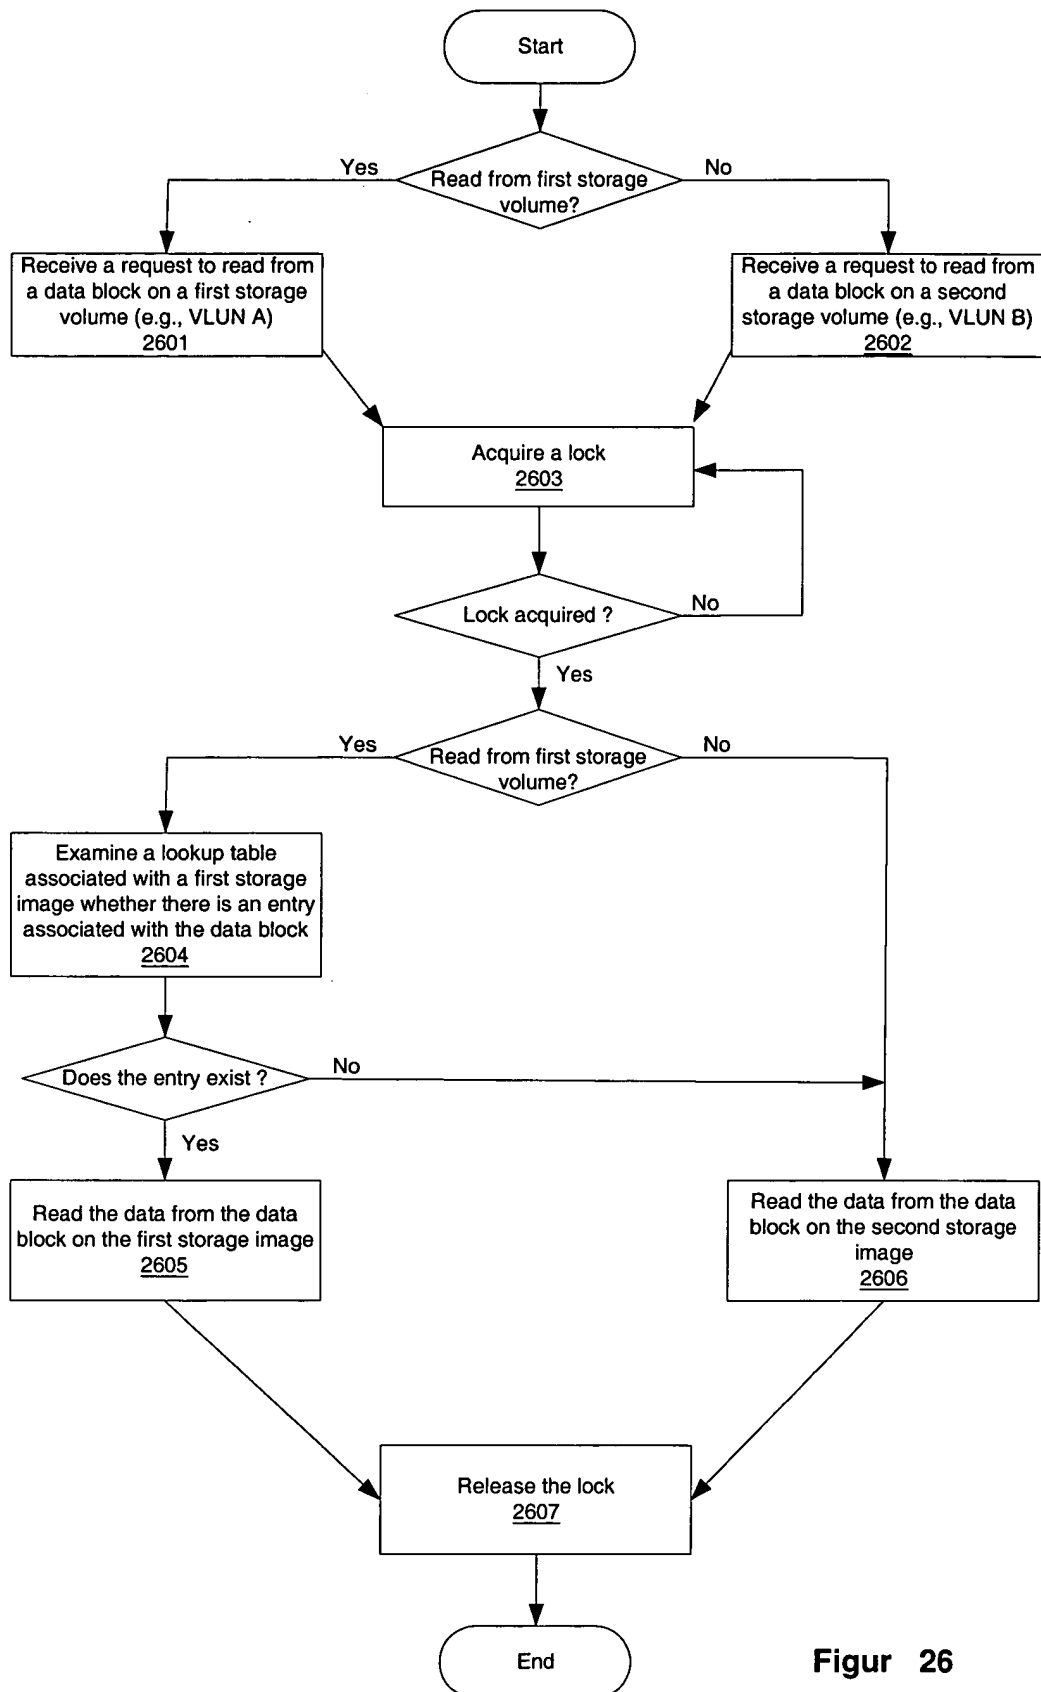 Start
Yes
No
Read from first storage
volume?
Receive a request to read from
a data block on a first storage
volume (e.g., VLUN A)
2601
Receive a request to read from
a data block on a second
storage volume (e.g., VLUN B)
2602
Acquire a lock
2603
Lock acquired ?
No
Yes
Yes
No
Read from first storage
volume?
Examine a lookup table
associated with a first storage
image whether there is an entry
associated with the data block
2604
Does the entry exist ?
No
Yes
Read the data from the data
block on the first storage image
2605
Read the data from the data
block on the second storage
image
2606
Release the lock
2607
End
Figur 26